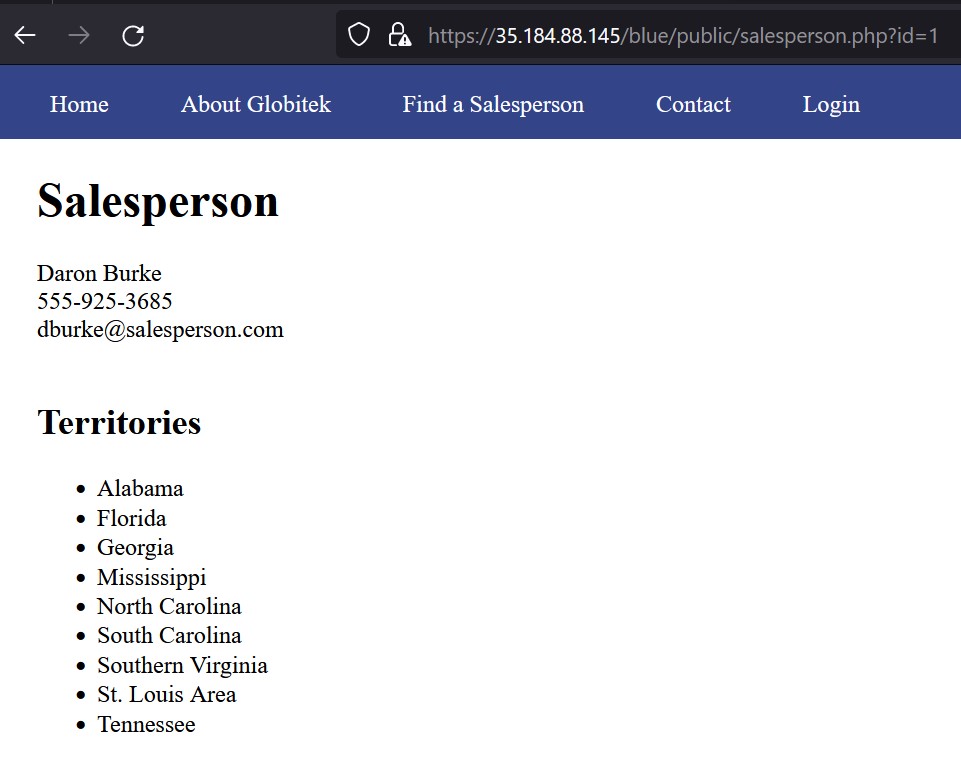 https://35.184.88.145/blue/public/salesperson.php?id=1
Home About Globitek Find a Salesperson Contact Login
Salesperson
Daron Burke
555-925-3685
dburke@salesperson.com
Territories
Alabama
Florida
Georgia
Mississippi
North Carolina
South Carolina
Southern Virginia
St. Louis Area
Tennessee